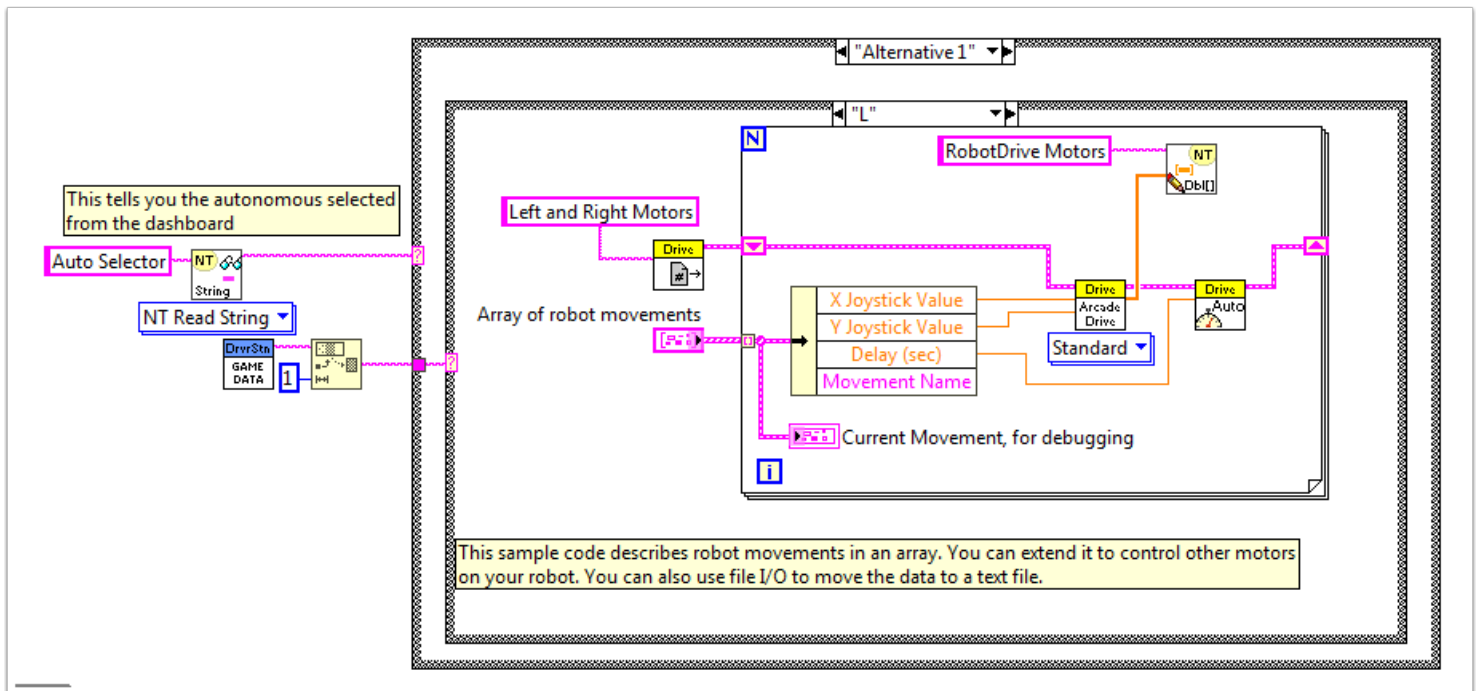 "Alternative 1"
"L"
N
RobotDrive Motors
NT
Dbl[]
This tells you the autonomous selected
from the dashboard
Left and Right Motors
Auto Selector
NT
String
?
Drive
#
NT Read String
Array of robot movements
X Joystick Value
Y Joystick Value
Delay (sec)
Movement Name
Drive
Arcade
Drive
Standard
Drive
Auto
DrvrStn
GAME
DATA
1
?
Current Movement, for debugging
i
This sample code describes robot movements in an array. You can extend it to control other motors
on your robot. You can also use file I/O to move the data to a text file.